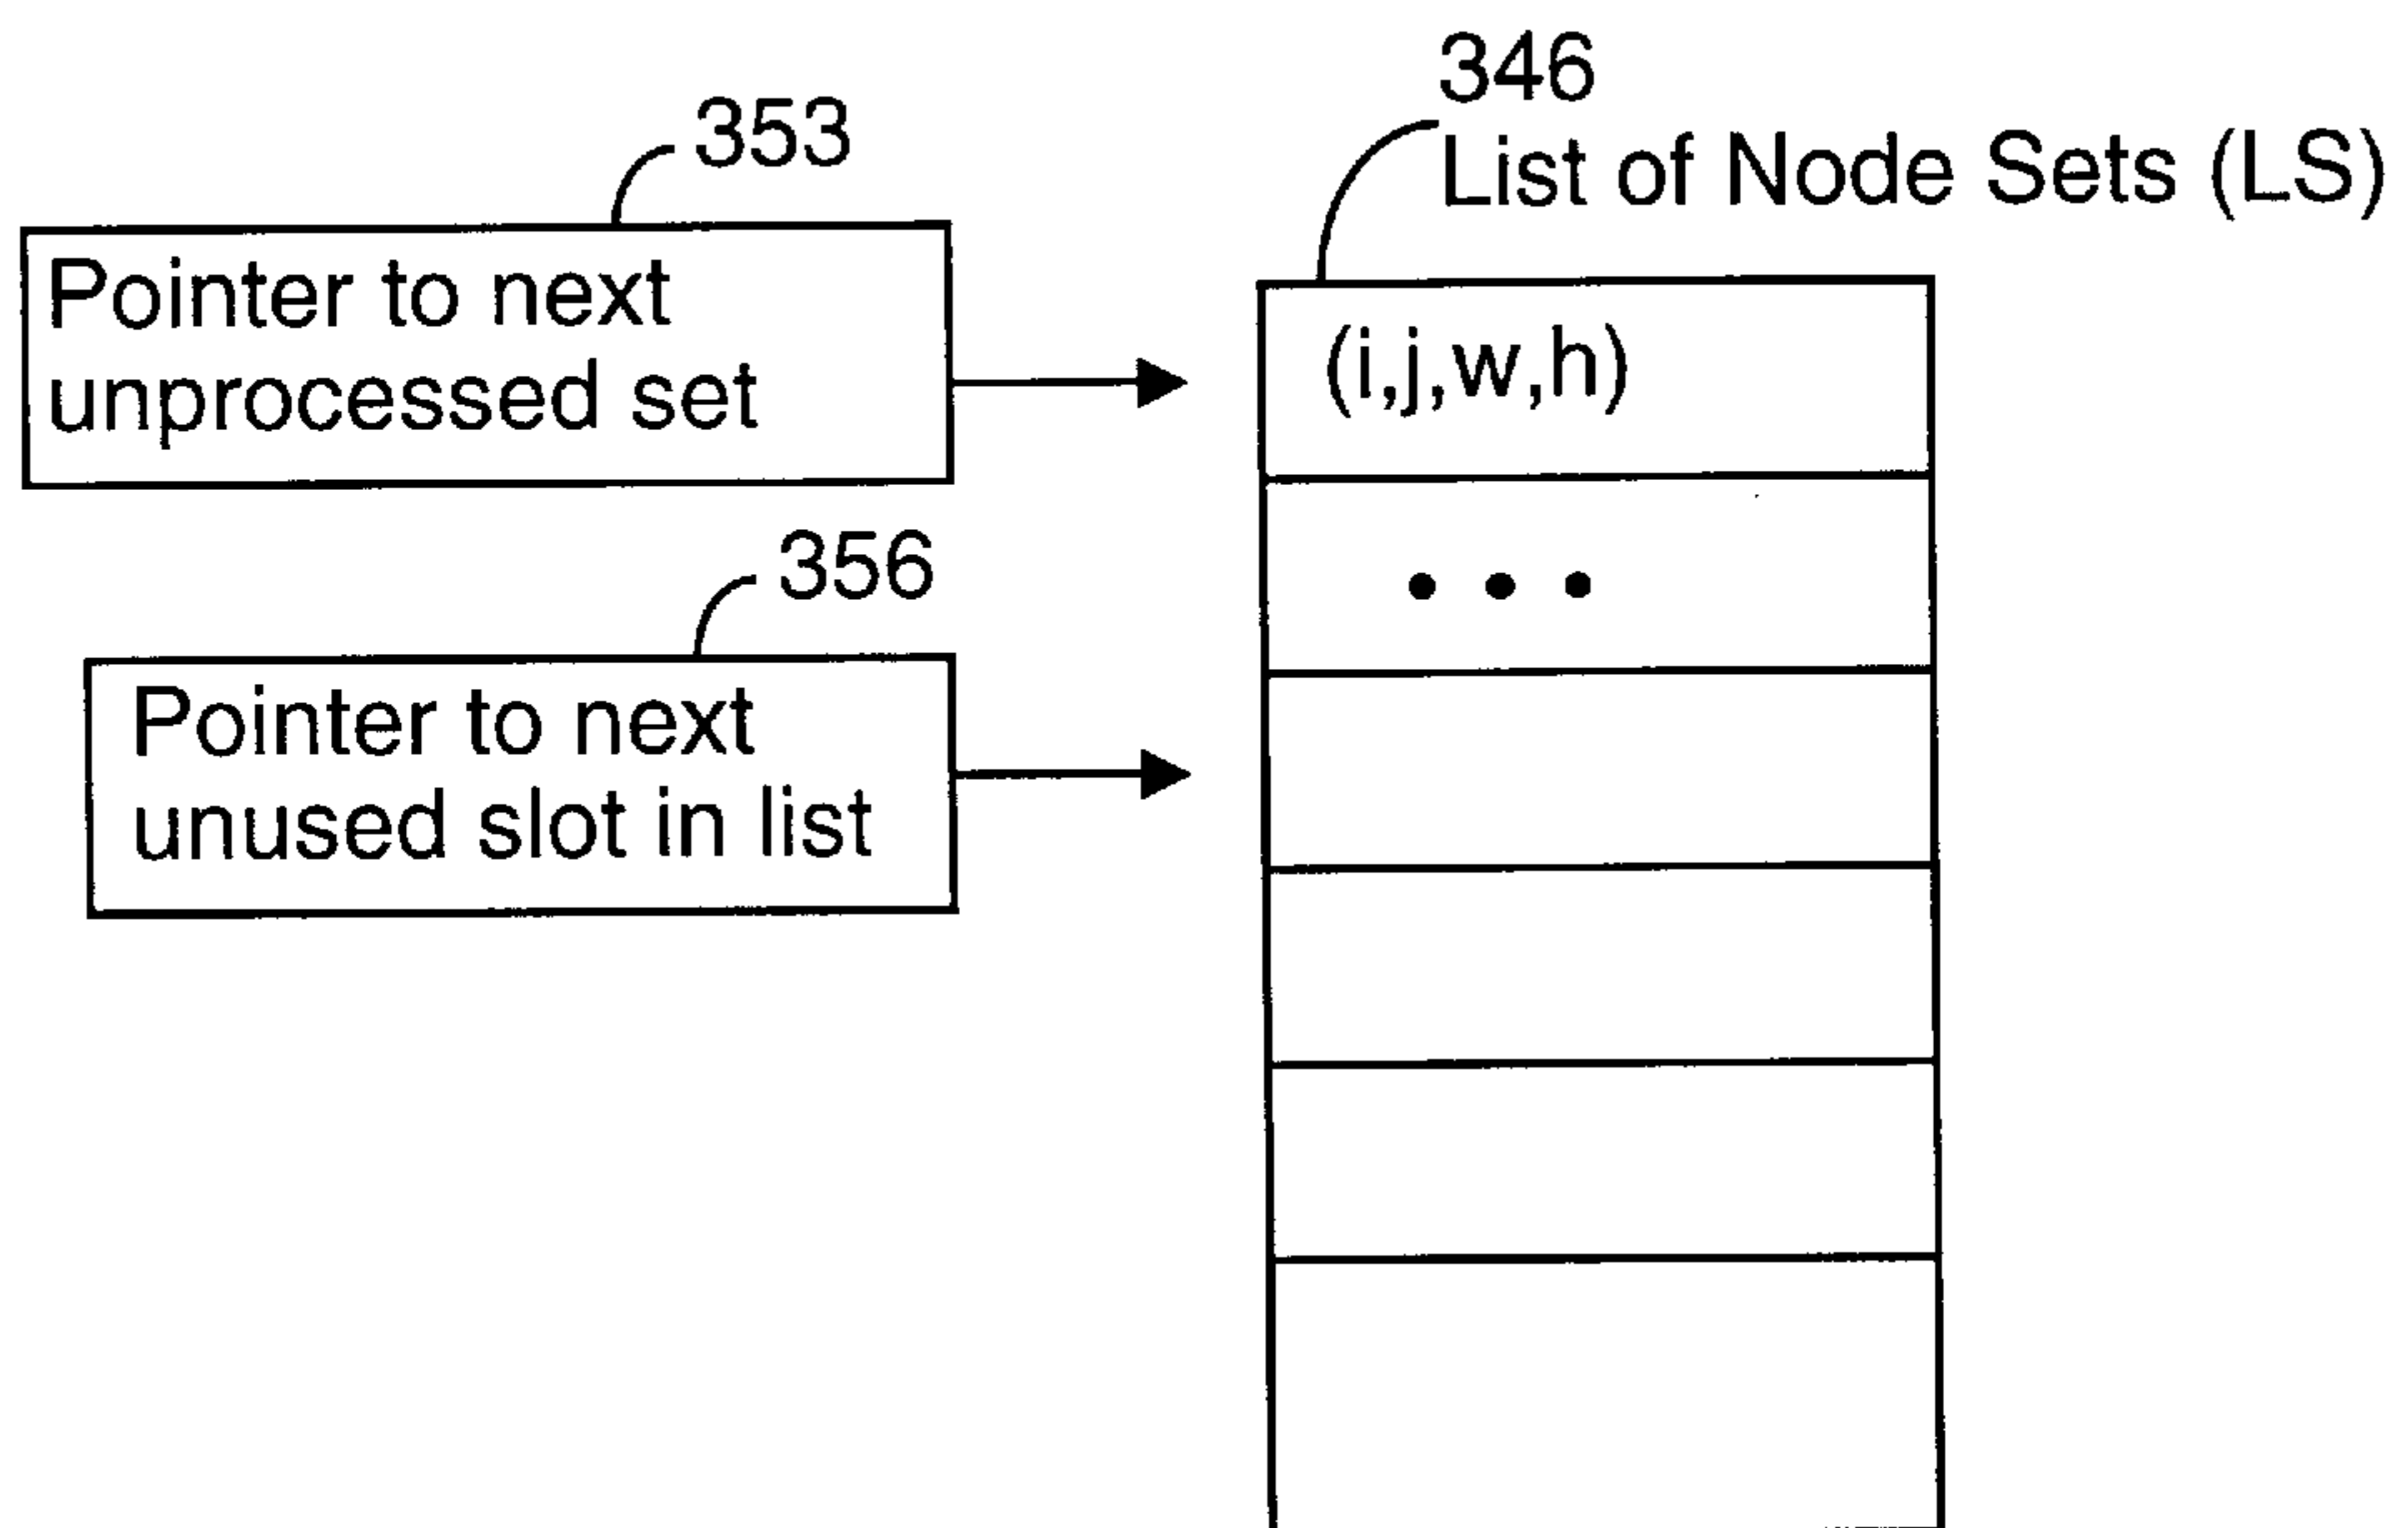 346
List of Node Sets (LS)
353
Pointer to next
unprocessed set
(i,j,w,h)
• • •
356
Pointer to next
unused slot in list